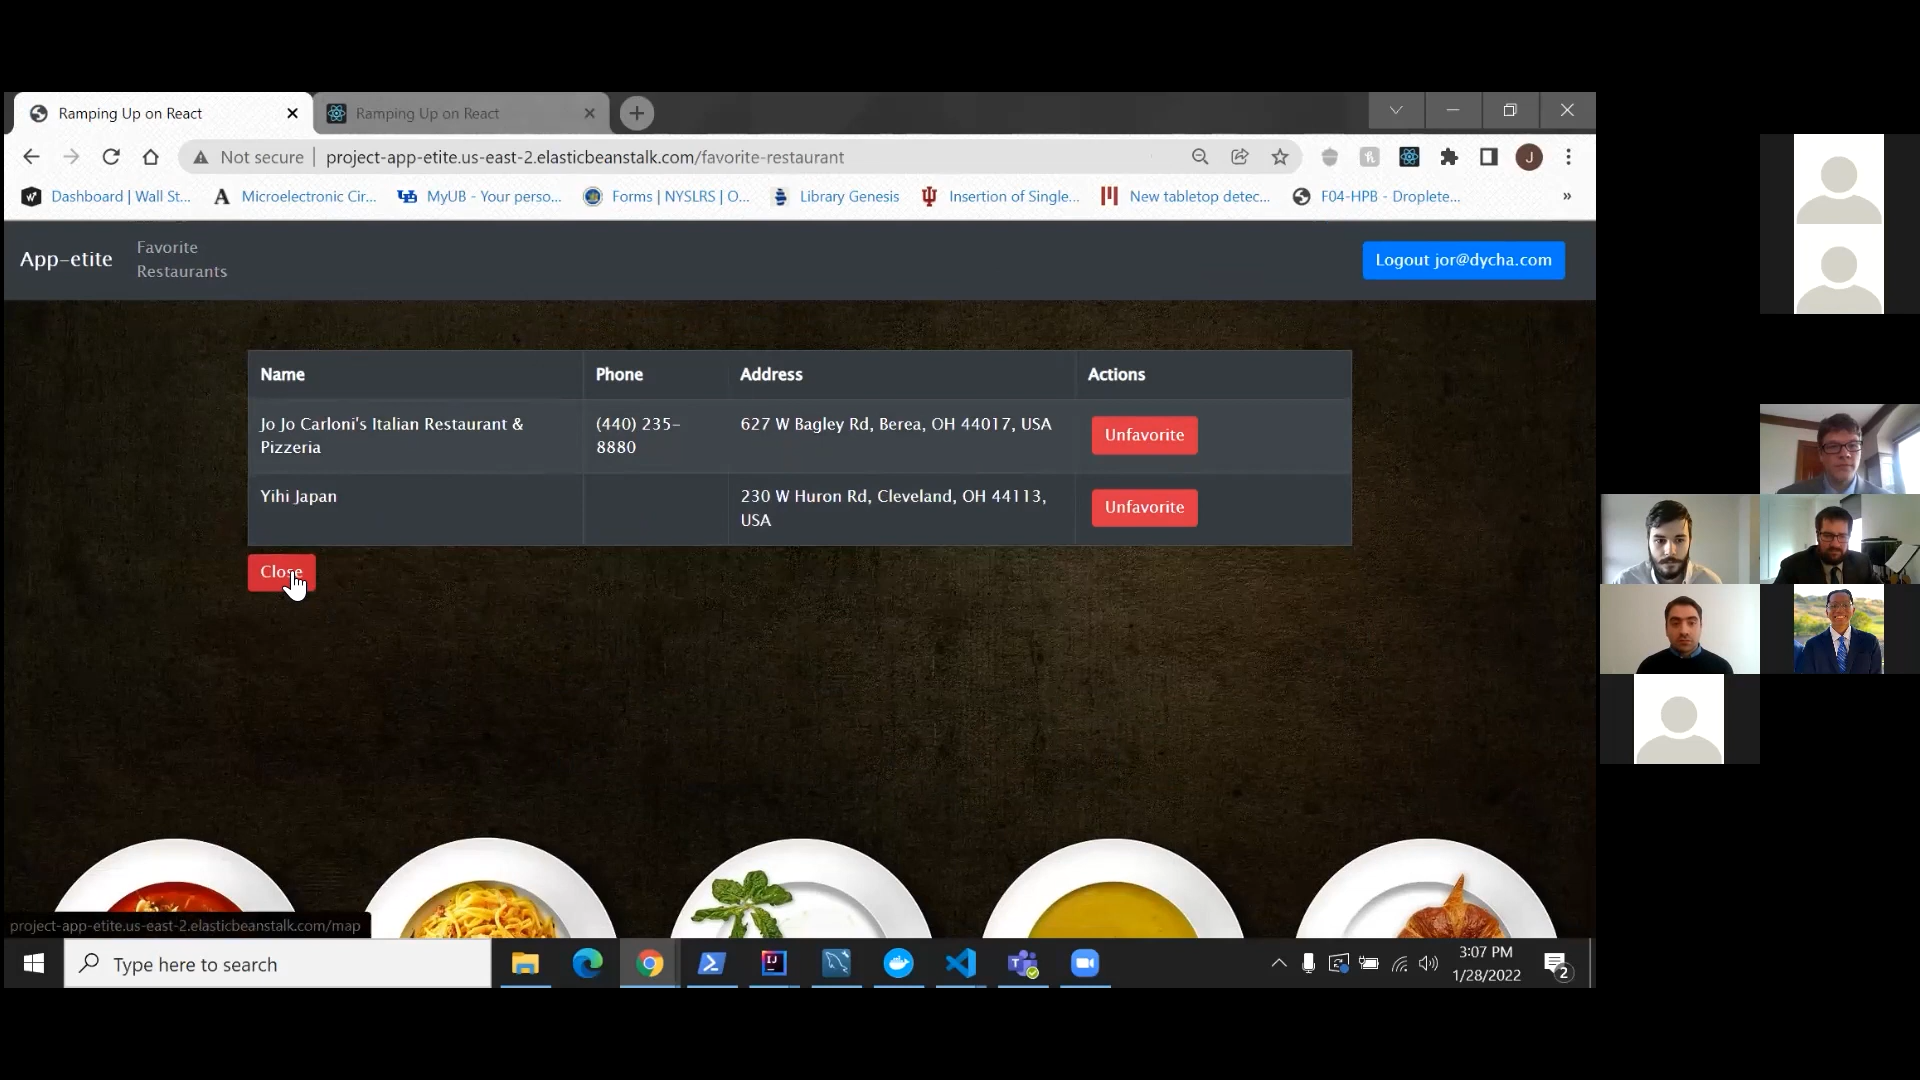 Ramping Up on React
Ramping Up on React
Not secure
project-app-etite.us-east-2.elasticbeanstalk.com/favorite-restaurant
J
Dashboard | Wall St...
A
Microelectronic Cir...
MyUB - Your perso...
Forms | NYSLRS | O...
Library Genesis
Insertion of Single...
New tabletop detec...
F04-HPB - Droplete...
»
App-etite
Favorite
Restaurants
Logout jor@dycha.com
Name
Phone
Address
Actions
Jo Jo Carloni's Italian Restaurant &
Pizzeria
(440) 235-
8880
627 W Bagley Rd, Berea, OH 44017, USA
Unfavorite
Yihi Japan
230 W Huron Rd, Cleveland, OH 44113,
USA
Unfavorite
Close
project-app-etite.us-east-2.elasticbeanstalk.com/map
Type here to search
IJ
3:07 PM
1/28/2022
2